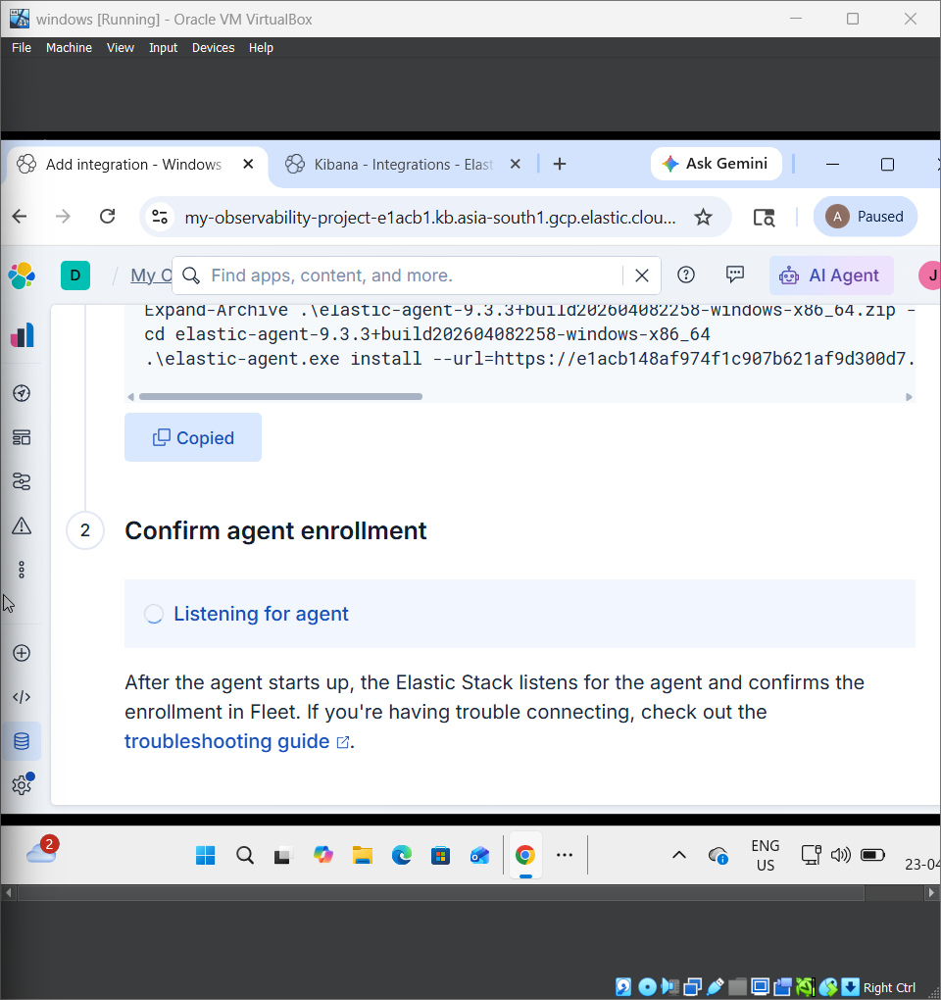 windows [Running] - Oracle VM VirtualBox
File Machine View Input Devices Help
Add integration - Windows
Kibana - Integrations - Elast
Ask Gemini
my-observability-project-e1acb1.kb.asia-south1.gcp.elastic.clou...
A Paused
D / My O
Find apps, content, and more.
AI Agent
J
Expand-Archive .\elastic-agent-9.3.3+build202604082258-windows-x86_64.zip -
cd elastic-agent-9.3.3+build202604082258-windows-x86_64
.\elastic-agent.exe install --url=https://e1acb148af974f1c907b621af9d300d7.
Copied
2 Confirm agent enrollment
Listening for agent
After the agent starts up, the Elastic Stack listens for the agent and confirms the
enrollment in Fleet. If you're having trouble connecting, check out the
troubleshooting guide.
2
ENG
US
23-04
Right Ctrl